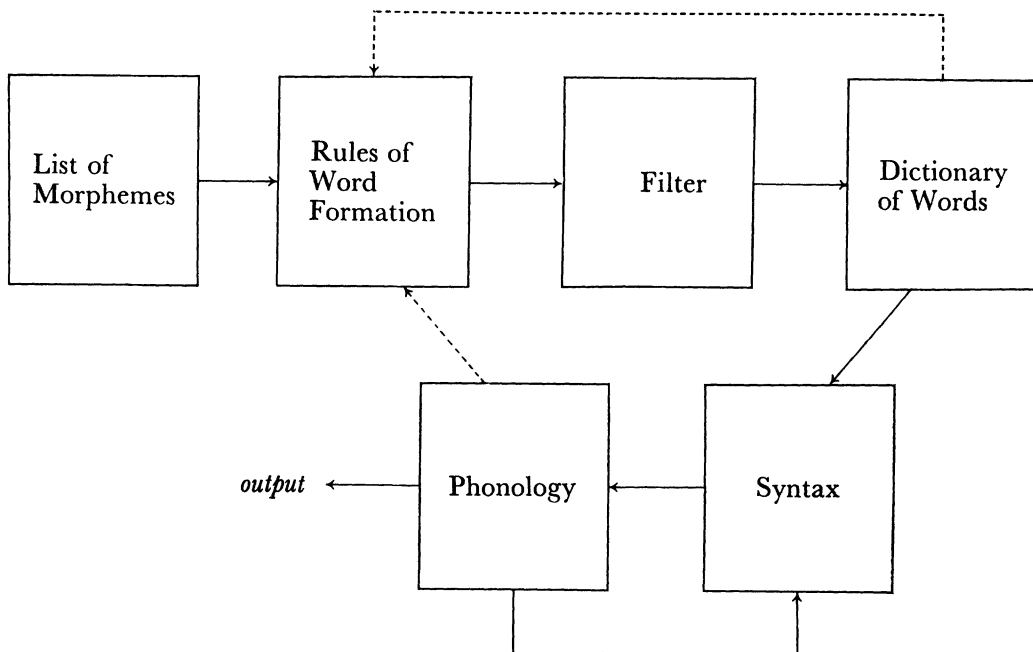 List of
Morphemes
Rules of
Word
Formation
Filter
Dictionary
of Words
output
Phonology
Syntax